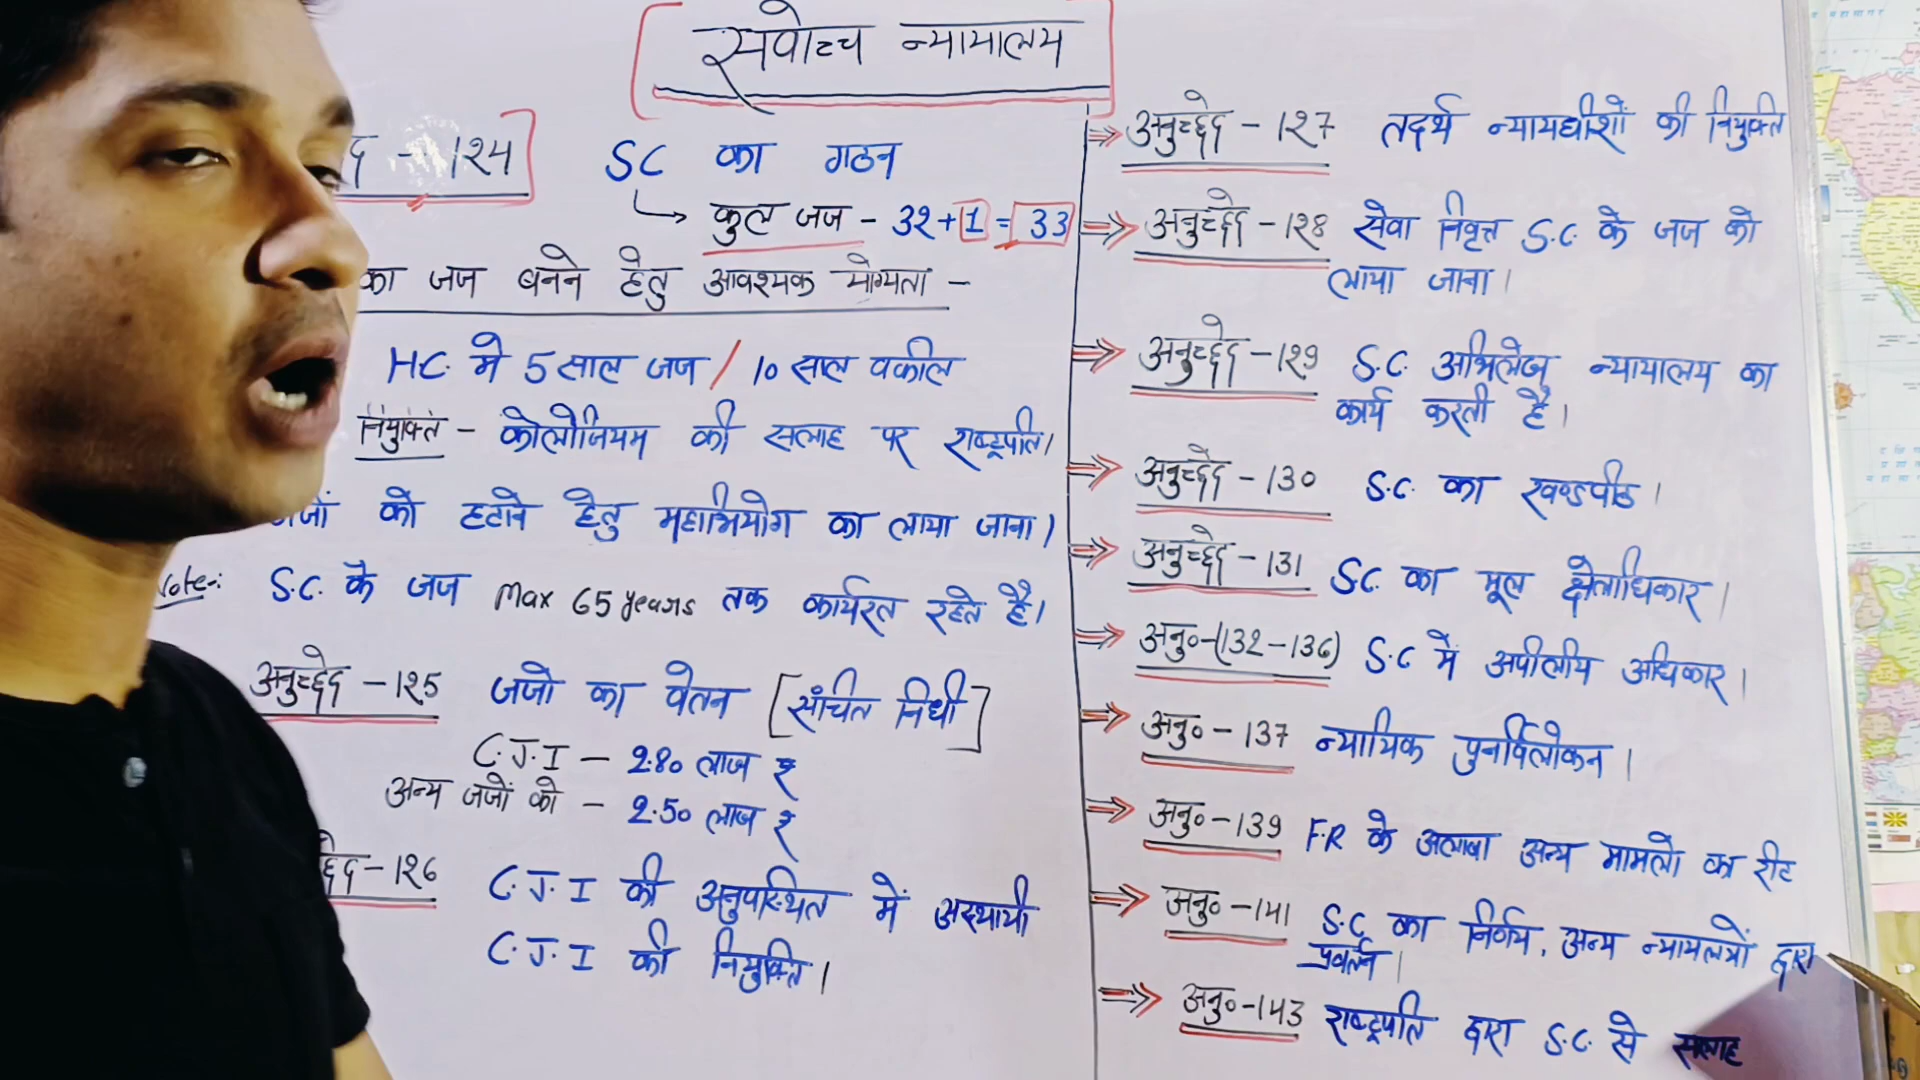 सर्वोच्च न्यायालय
द - 124
SC का गठन
कुल जज - 32 + 1 = 33
का जज बनने हेतु आवश्यक योग्यता -
H.C. मे 5 साल जज / 10 साल वकील
नियुक्ति - कोलोजियम की सलाह पर राष्ट्रपति।
जजों को हटाने हेतु महाभियोग का लाया जाना।
Note-: S.C. के जज Max 65 years तक कार्यरत रहते है।
अनुच्छेद - 125 जजो का वेतन [संचित निधी]
C.J.I - 2.80 लाख ₹
अन्य जजों को - 2.50 लाख ₹
छेद - 126 C.J.I की अनुपस्थित में अस्थायी
C.J.I की नियुक्ति।
अनुच्छेद - 127 तदर्थ न्यायधीशों की नियुक्ति
अनुच्छेद - 128 सेवा निवृत्त S.C. के जज को
लाया जाना।
अनुच्छेद - 129 S.C. अभिलेख न्यायालय का
कार्य करती है।
अनुच्छेद - 130 S.C. का खण्डपीठ।
अनुच्छेद - 131 S.C. का मूल क्षेत्राधिकार।
अनु० - (132 - 136) S.C में अपीलीय अधिकार।
अनु० - 137 न्यायिक पुनर्विलोकन।
अनु० - 139 F.R के अलावा अन्य मामलो का रीट
अनु० - 141 S.C का निर्णय, अन्य न्यायलयों द्वारा
प्रवर्तन।
अनु० - 143 राष्ट्रपति द्वारा S.C. से सलाह